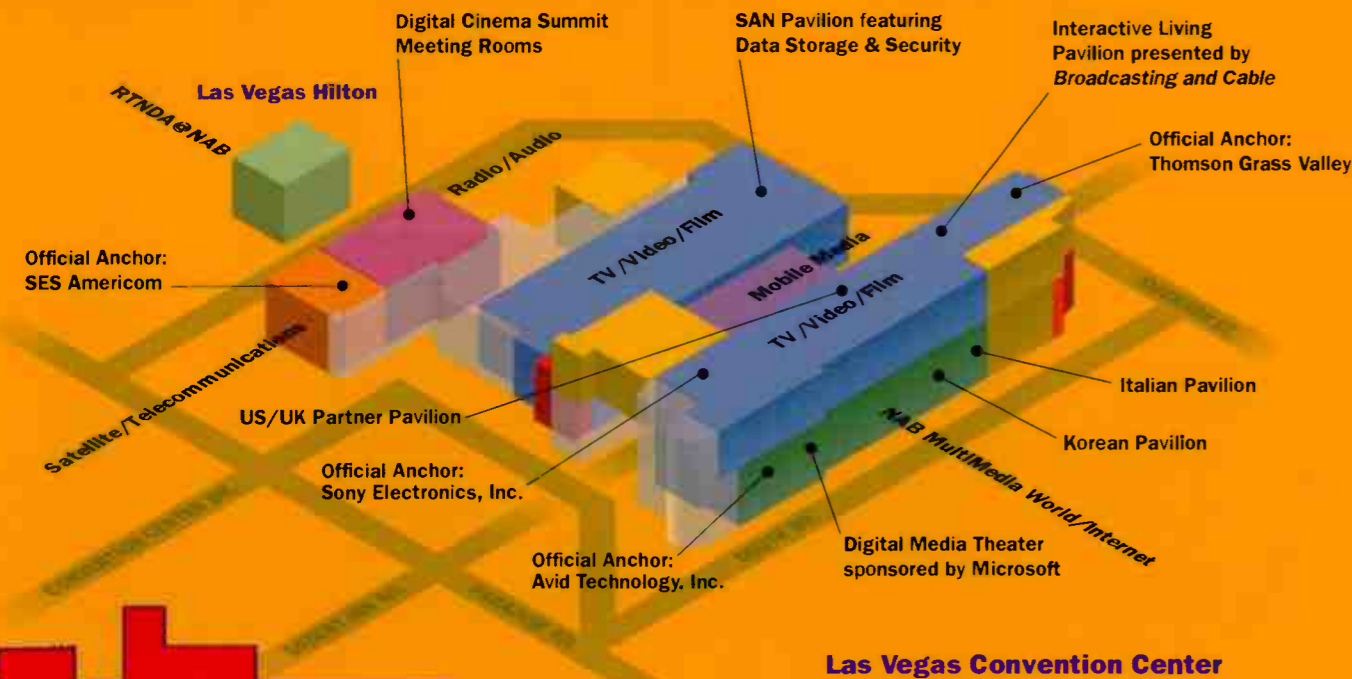 Digital Cinema Summit
Meeting Rooms
SAN Pavilion featuring
Data Storage & Security
Interactive Living
Pavilion presented by
Broadcasting and Cable
Las Vegas Hilton
RTNDA@NAB
Radio/Audio
Official Anchor:
Thomson Grass Valley
Official Anchor:
SES Americom
TV/Video/Film
Mobile Media
TV/Video/Film
Satellite/Telecommunications
US/UK Partner Pavilion
Italian Pavilion
Korean Pavilion
NAB MultiMedia World/Internet
Official Anchor:
Sony Electronics, Inc.
Official Anchor:
Avid Technology, Inc.
Digital Media Theater
sponsored by Microsoft
Las Vegas Convention Center